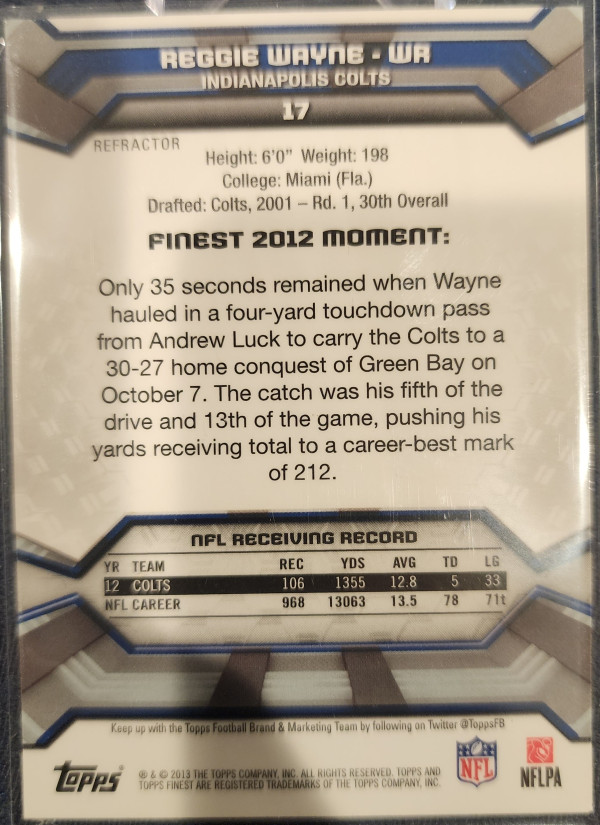 REGGIE WAYNE - WR
INDIANAPOLIS COLTS
17
REFRACTOR
Height: 6'0" Weight: 198
College: Miami (Fla.)
Drafted: Colts, 2001 – Rd. 1, 30th Overall
FINEST 2012 MOMENT:
Only 35 seconds remained when Wayne
hauled in a four-yard touchdown pass
from Andrew Luck to carry the Colts to a
30-27 home conquest of Green Bay on
October 7. The catch was his fifth of the
drive and 13th of the game, pushing his
yards receiving total to a career-best mark
of 212.
NFL RECEIVING RECORD
YR TEAM REC YDS AVG TD LG
12 COLTS 106 1355 12.8 5 33
NFL CAREER 968 13063 13.5 78 71t
Keep up with the Topps Football Brand & Marketing Team by following on Twitter @ToppsFB
Topps
® & © 2013 THE TOPPS COMPANY, INC. ALL RIGHTS RESERVED. TOPPS AND
TOPPS FINEST ARE REGISTERED TRADEMARKS OF THE TOPPS COMPANY, INC.
NFL
NFLPA